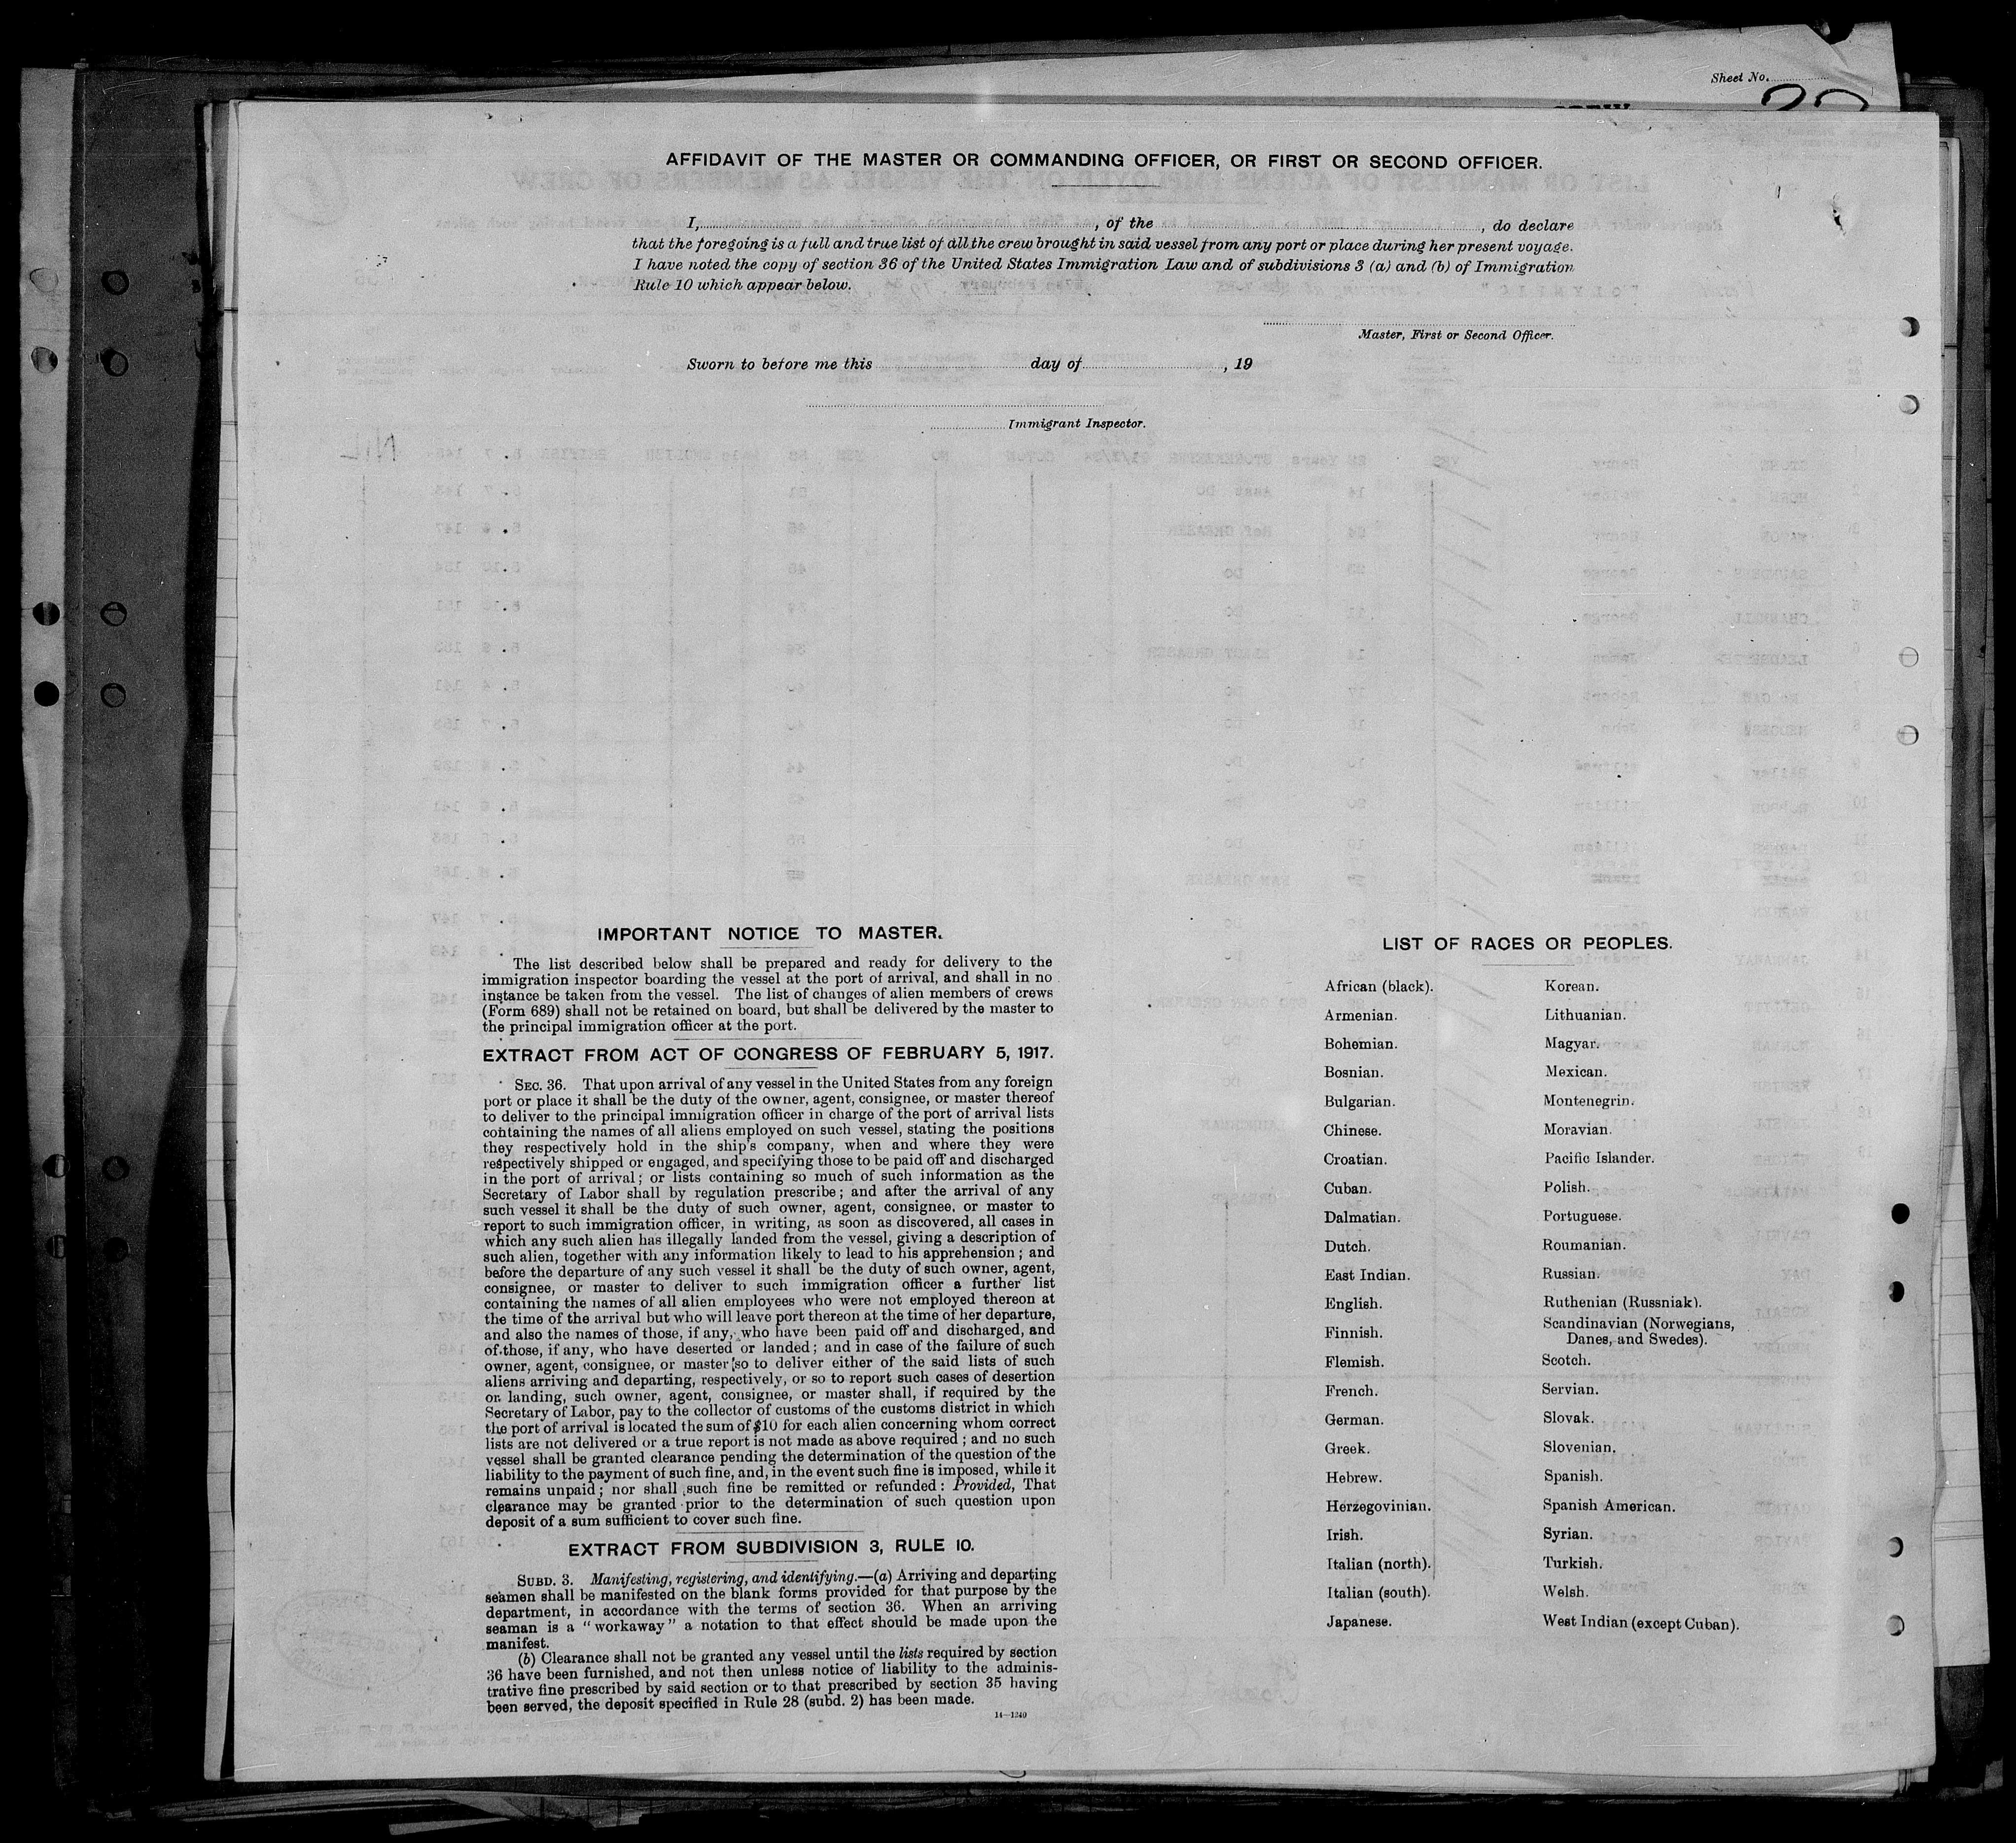 Sheet No.
AFFIDAVIT OF THE MASTER OR COMMANDING OFFICER, OR FIRST OR SECOND OFFICER.
I, , of the , do declare
that the foregoing is a full and true list of all the crew brought in said vessel from any port or place during her present voyage.
I have noted the copy of section 36 of the United States Immigration Law and of subdivisions 3 (a) and (b) of Immigration
Rule 10 which appear below.
Master, First or Second Officer.
Sworn to before me this day of , 19
Immigrant Inspector.
IMPORTANT NOTICE TO MASTER.
The list described below shall be prepared and ready for delivery to the
immigration inspector boarding the vessel at the port of arrival, and shall in no
instance be taken from the vessel. The list of changes of alien members of crews
(Form 689) shall not be retained on board, but shall be delivered by the master to
the principal immigration officer at the port.
EXTRACT FROM ACT OF CONGRESS OF FEBRUARY 5, 1917.
SEC. 36. That upon arrival of any vessel in the United States from any foreign
port or place it shall be the duty of the owner, agent, consignee, or master thereof
to deliver to the principal immigration officer in charge of the port of arrival lists
containing the names of all aliens employed on such vessel, stating the positions
they respectively hold in the ship's company, when and where they were
respectively shipped or engaged, and specifying those to be paid off and discharged
in the port of arrival; or lists containing so much of such information as the
Secretary of Labor shall by regulation prescribe; and after the arrival of any
such vessel it shall be the duty of such owner, agent, consignee, or master to
report to such immigration officer, in writing, as soon as discovered, all cases in
which any such alien has illegally landed from the vessel, giving a description of
such alien, together with any information likely to lead to his apprehension; and
before the departure of any such vessel it shall be the duty of such owner, agent,
consignee, or master to deliver to such immigration officer a further list
containing the names of all alien employees who were not employed thereon at
the time of the arrival but who will leave port thereon at the time of her departure,
and also the names of those, if any, who have been paid off and discharged, and
of those, if any, who have deserted or landed; and in case of the failure of such
owner, agent, consignee, or master so to deliver either of the said lists of such
aliens arriving and departing, respectively, or so to report such cases of desertion
or landing, such owner, agent, consignee, or master shall, if required by the
Secretary of Labor, pay to the collector of customs of the customs district in which
the port of arrival is located the sum of $10 for each alien concerning whom correct
lists are not delivered or a true report is not made as above required; and no such
vessel shall be granted clearance pending the determination of the question of the
liability to the payment of such fine, and, in the event such fine is imposed, while it
remains unpaid; nor shall such fine be remitted or refunded: Provided, That
clearance may be granted prior to the determination of such question upon
deposit of a sum sufficient to cover such fine.
EXTRACT FROM SUBDIVISION 3, RULE 10.
SUBD. 3. Manifesting, registering, and identifying.—(a) Arriving and departing
seamen shall be manifested on the blank forms provided for that purpose by the
department, in accordance with the terms of section 36. When an arriving
seaman is a "workaway" a notation to that effect should be made upon the
manifest.
(b) Clearance shall not be granted any vessel until the lists required by section
36 have been furnished, and not then unless notice of liability to the adminis-
trative fine prescribed by said section or to that prescribed by section 35 having
been served, the deposit specified in Rule 28 (subd. 2) has been made.
14—1240
LIST OF RACES OR PEOPLES.
African (black).
Armenian.
Bohemian.
Bosnian.
Bulgarian.
Chinese.
Croatian.
Cuban.
Dalmatian.
Dutch.
East Indian.
English.
Finnish.
Flemish.
French.
German.
Greek.
Hebrew.
Herzegovinian.
Irish.
Italian (north).
Italian (south).
Japanese.
Korean.
Lithuanian.
Magyar.
Mexican.
Montenegrin.
Moravian.
Pacific Islander.
Polish.
Portuguese.
Roumanian.
Russian.
Ruthenian (Russniak).
Scandinavian (Norwegians,
Danes, and Swedes).
Scotch.
Servian.
Slovak.
Slovenian.
Spanish.
Spanish American.
Syrian.
Turkish.
Welsh.
West Indian (except Cuban).